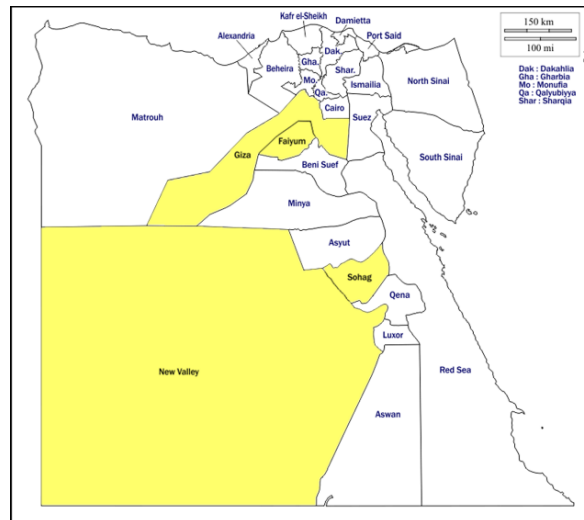 Kafr el-Sheikh
Damietta
Alexandria
Port Said
Dak.
Beheira
Gha.
Shar.
Mo.
Ismailia
Qa.
North Sinai
Cairo
Matrouh
Suez
Giza
Faiyum
South Sinai
Beni Suef
Minya
Asyut
Sohag
Qena
Luxor
New Valley
Red Sea
Aswan
150 km
100 mi
Dak : Dakahlia
Gha : Gharbia
Mo : Monufia
Qa : Qalyubiyya
Shar : Sharqia